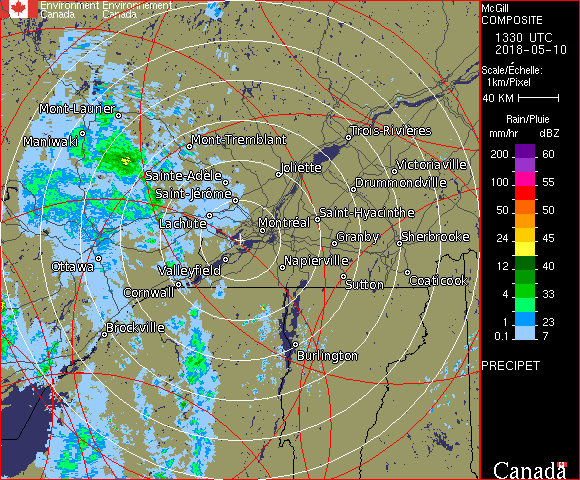 Environment Environnement
Canada Canada
McGill
COMPOSITE
1330 UTC
2018-05-10
Scale/Échelle:
1km/Pixel
40 KM
Rain/Pluie
mm/hr dBZ
200 60
150 57
100 55
50 50
24 45
12 40
4 33
1 23
0.1 7
PRECIPET
Canada
Mont-Laurier
Maniwaki
Mont-Tremblant
Trois-Rivières
Sainte-Adèle
Joliette
Victoriaville
Saint-Jérôme
Drummondville
Lachute
Saint-Hyacinthe
Montréal
Granby
Sherbrooke
Ottawa
Valleyfield
Napierville
Cornwall
Sutton
Coaticook
Brockville
Burlington